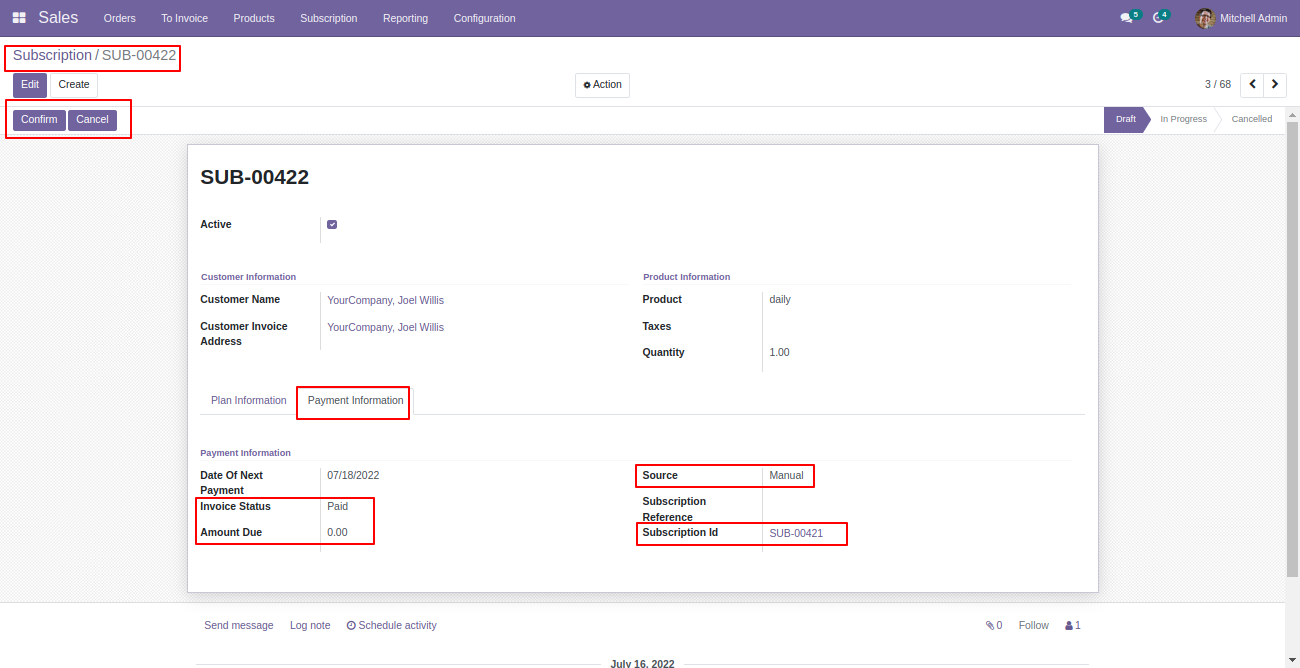 Sales Orders To Invoice Products Subscription Reporting Configuration 5 4 Mitchell Admin
Subscription / SUB-00422
Edit Create Action 3 / 68
Confirm Cancel Draft In Progress Cancelled
SUB-00422
Active
Customer Information Product Information
Customer Name YourCompany, Joel Willis Product daily
Customer Invoice Address YourCompany, Joel Willis Taxes
Quantity 1.00
Plan Information Payment Information
Payment Information
Date Of Next Payment 07/18/2022 Source Manual
Invoice Status Paid Subscription Reference
Amount Due 0.00 Subscription Id SUB-00421
Send message Log note Schedule activity 0 Follow 1
July 16, 2022